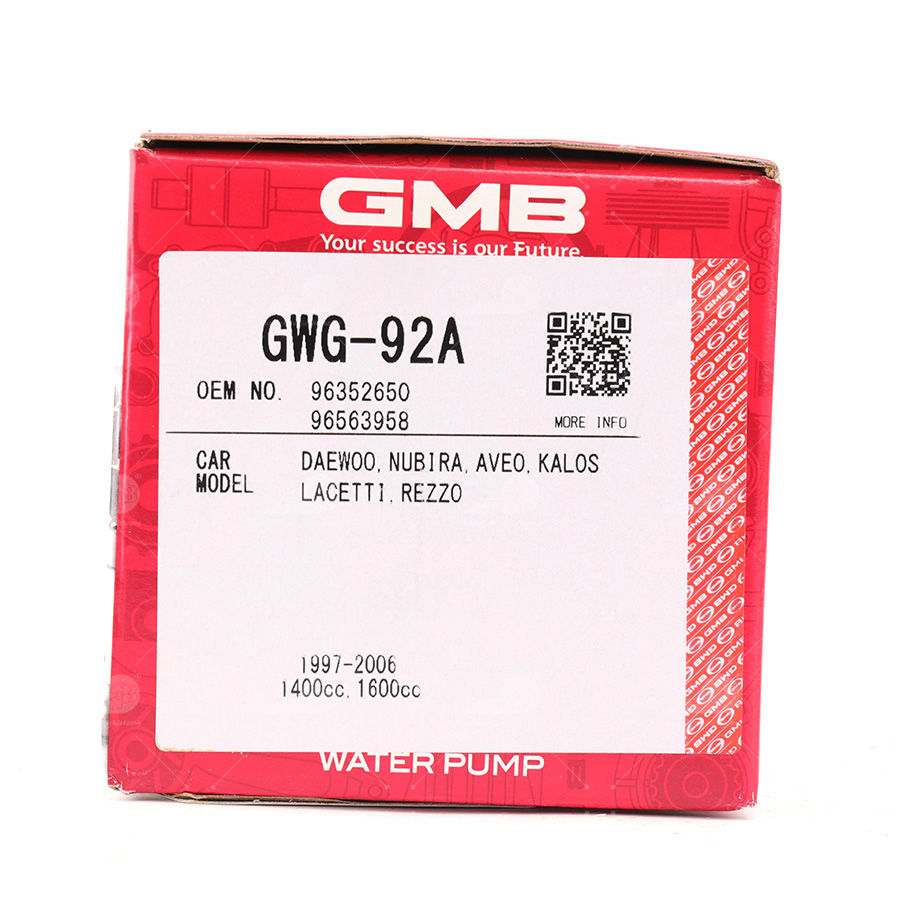 GMB
Your success is our Future.
GWG-92A
OEM NO. 96352650
96563958
MORE INFO
CAR MODEL
DAEWOO, NUBIRA, AVEO, KALOS
LACETTI, REZZO
1997-2006
1400cc, 1600cc
WATER PUMP